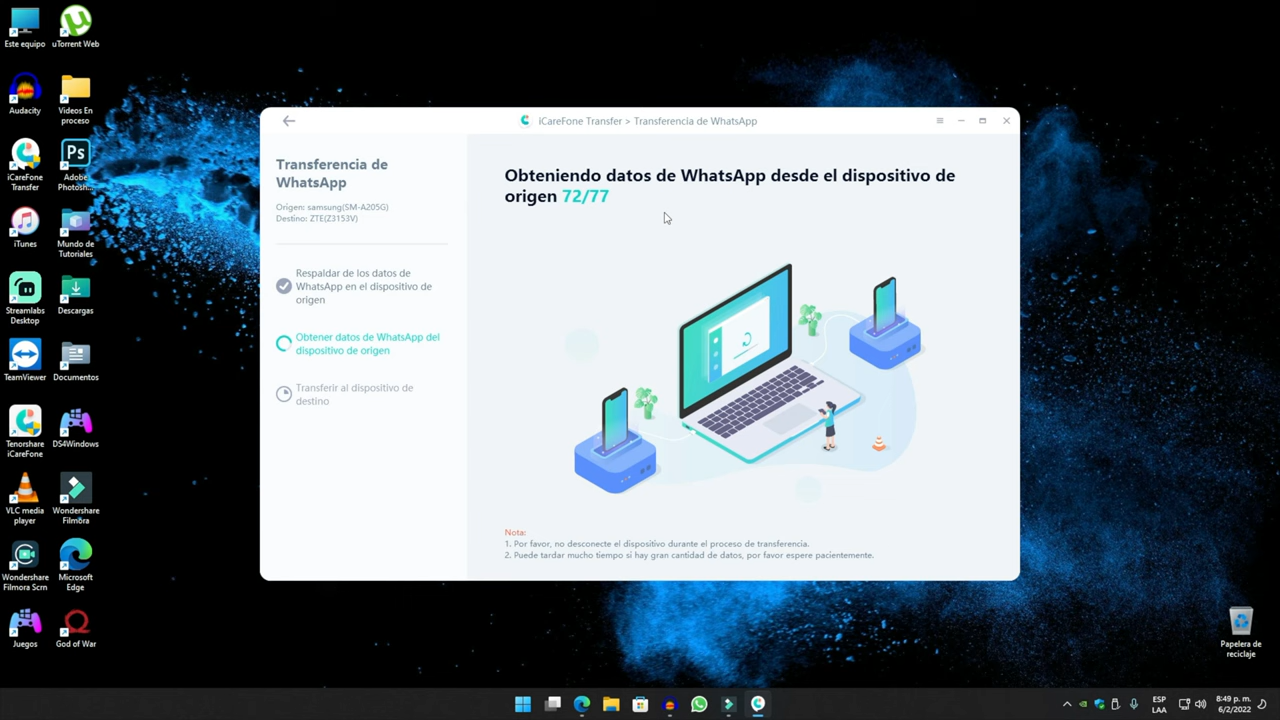 Este equipo
uTorrent Web
Audacity
Videos En
proceso
iCareFone
Transfer
Ps
Adobe
Photosh...
iTunes
Mundo de
Tutoriales
Streamlabs
Desktop
Descargas
TeamViewer
Documentos
Tenorshare
iCareFone
DS4Windows
VLC media
player
Wondershare
Filmora
Wondershare
Filmora Scrn
Microsoft
Edge
Juegos
God of War
iCareFone Transfer > Transferencia de WhatsApp
Transferencia de
WhatsApp
Origen: samsung(SM-A205G)
Destino: ZTE(Z3153V)
Respaldar de los datos de
WhatsApp en el dispositivo de
origen
Obtener datos de WhatsApp del
dispositivo de origen
Transferir al dispositivo de
destino
Obteniendo datos de WhatsApp desde el dispositivo de
origen 72/77
Nota:
1. Por favor, no desconecte el dispositivo durante el proceso de transferencia.
2. Puede tardar mucho tiempo si hay gran cantidad de datos, por favor espere pacientemente.
Papelera de
reciclaje
ESP
LAA
8:49 p. m.
6/2/2022